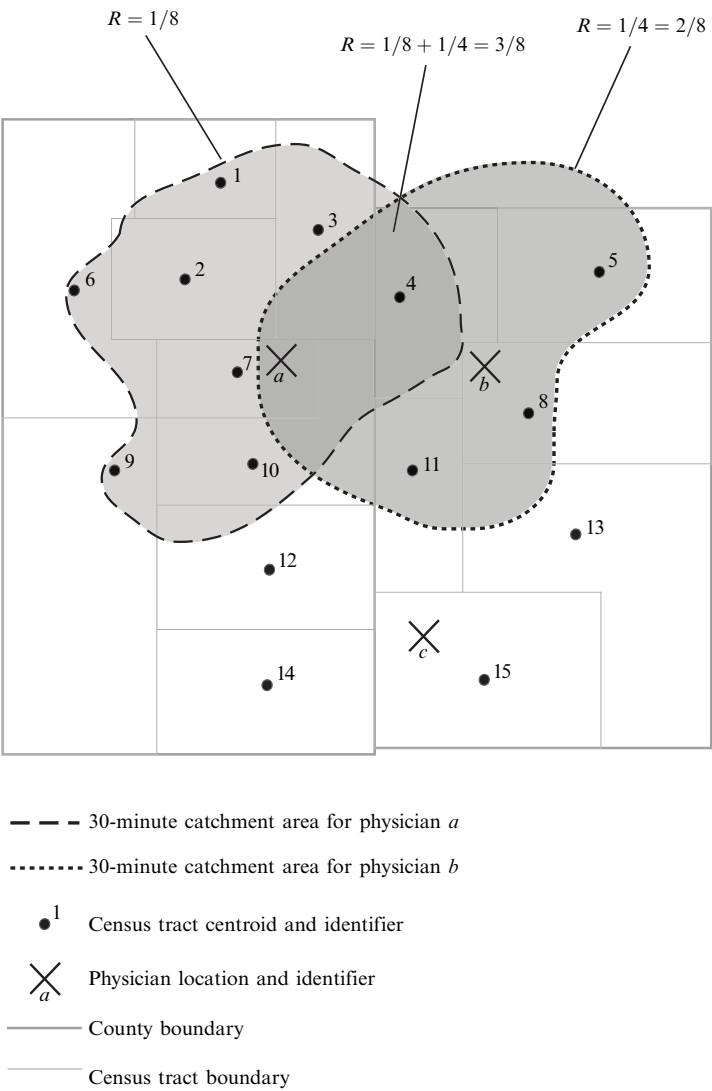 R = 1/8
R = 1/8 + 1/4 = 3/8
R = 1/4 = 2/8
1
3
2
6
4
5
7
a
b
8
9
10
11
12
13
c
14
15
30-minute catchment area for physician a
30-minute catchment area for physician b
1
Census tract centroid and identifier
a
Physician location and identifier
County boundary
Census tract boundary